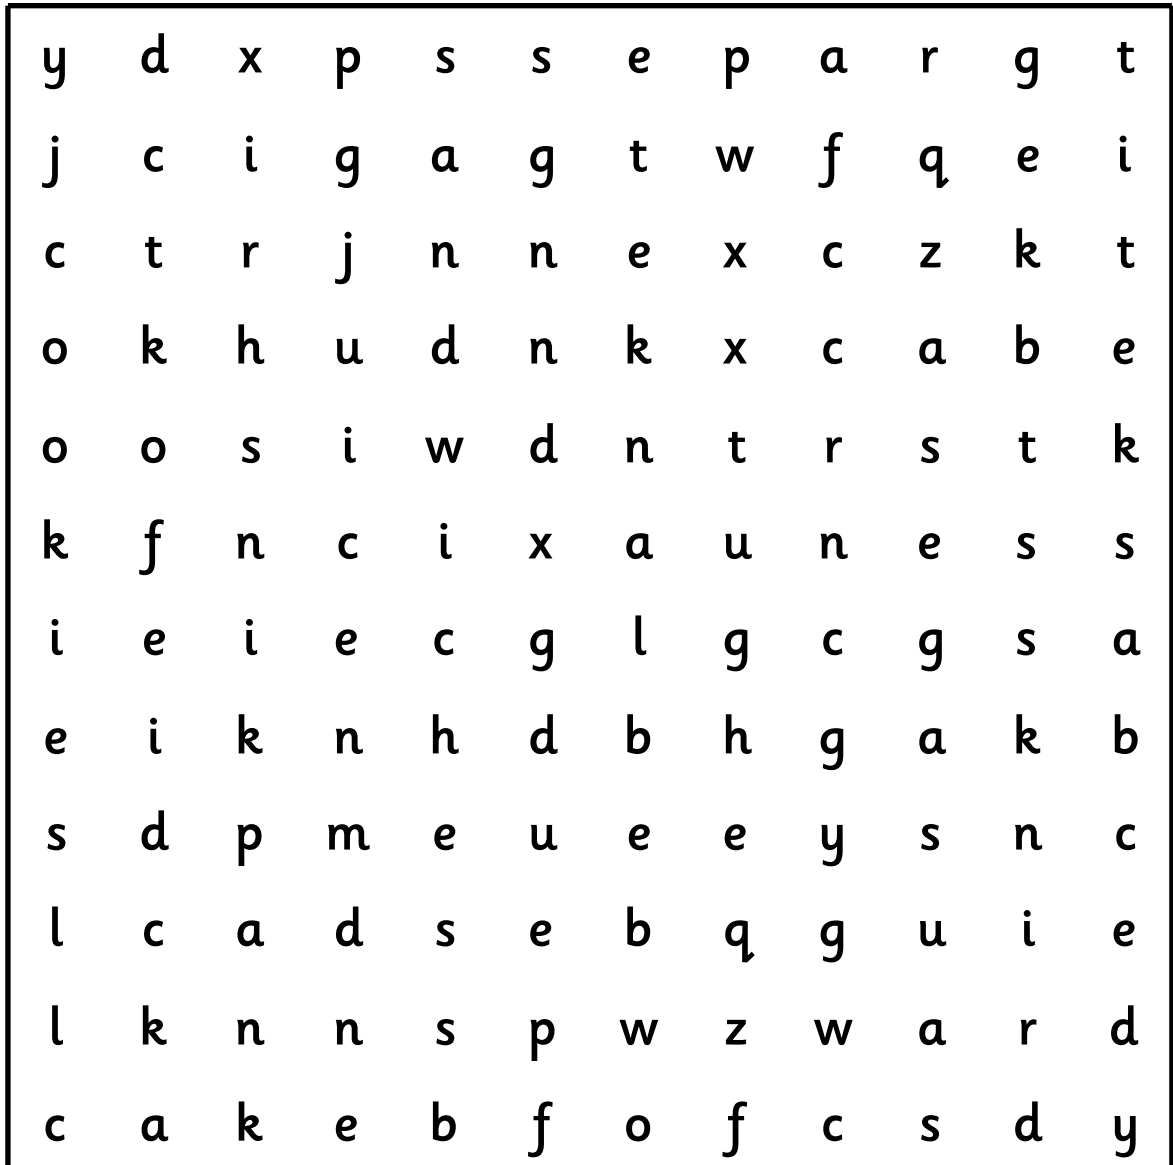 y d x p s s e p a r g t
j c i g a g t w f q e i
c t r j n n e x c z k t
o k h u d n k x c a b e
o o s i w d n t r s t k
k f n c i x a u n e s s
i e i e c g l g c g s a
e i k n h d b h g a k b
s d p m e u e e y s n c
l c a d s e b q g u i e
l k n n s p w z w a r d
c a k e b f o f c s d y